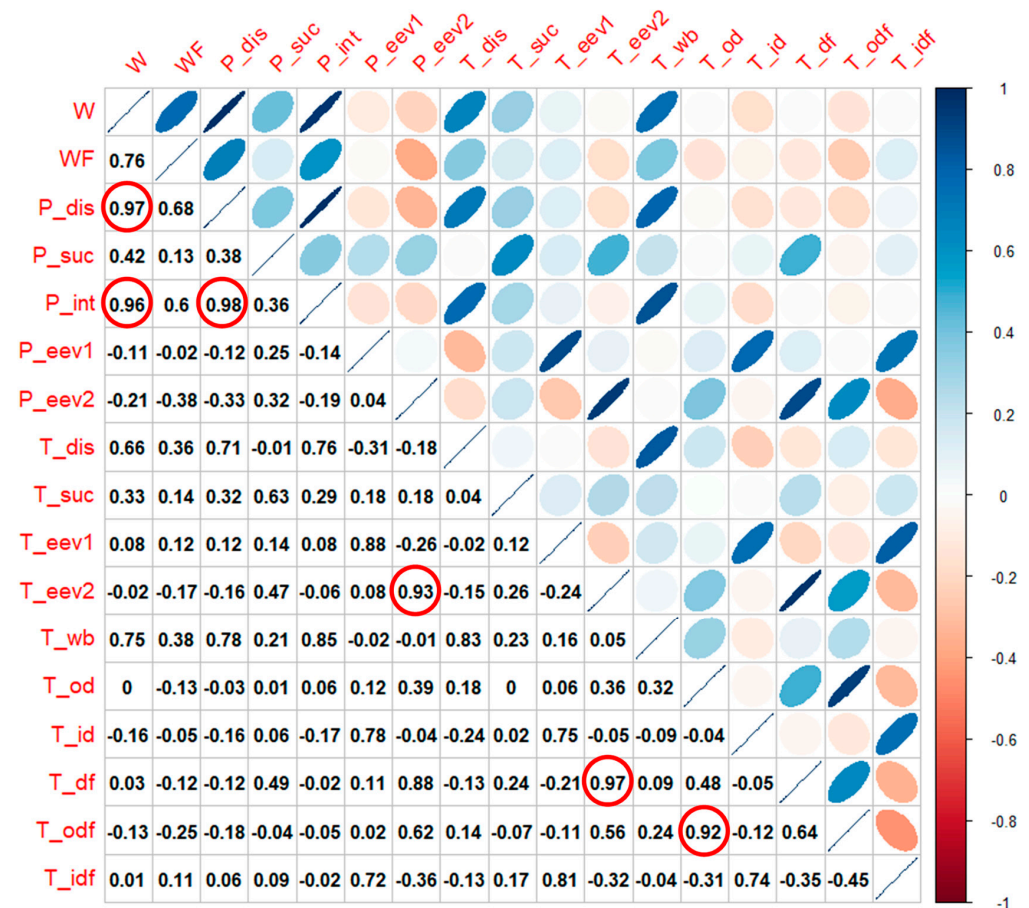 W WF P_dis P_suc P_int P_eev1 P_eev2 T_dis T_suc T_eev1 T_eev2 T_wb T_od T_id T_df T_odf T_idf
W
WF 0.76
P_dis 0.97 0.68
P_suc 0.42 0.13 0.38
P_int 0.96 0.6 0.98 0.36
P_eev1 -0.11 -0.02 -0.12 0.25 -0.14
P_eev2 -0.21 -0.38 -0.33 0.32 -0.19 0.04
T_dis 0.66 0.36 0.71 -0.01 0.76 -0.31 -0.18
T_suc 0.33 0.14 0.32 0.63 0.29 0.18 0.18 0.04
T_eev1 0.08 0.12 0.12 0.14 0.08 0.88 -0.26 -0.02 0.12
T_eev2 -0.02 -0.17 -0.16 0.47 -0.06 0.08 0.93 -0.15 0.26 -0.24
T_wb 0.75 0.38 0.78 0.21 0.85 -0.02 -0.01 0.83 0.23 0.16 0.05
T_od 0 -0.13 -0.03 0.01 0.06 0.12 0.39 0.18 0 0.06 0.36 0.32
T_id -0.16 -0.05 -0.16 0.06 -0.17 0.78 -0.04 -0.24 0.02 0.75 -0.05 -0.09 -0.04
T_df 0.03 -0.12 -0.12 0.49 -0.02 0.11 0.88 -0.13 0.24 -0.21 0.97 0.09 0.48 -0.05
T_odf -0.13 -0.25 -0.18 -0.04 -0.05 0.02 0.62 0.14 -0.07 -0.11 0.56 0.24 0.92 -0.12 0.64
T_idf 0.01 0.11 0.06 0.09 -0.02 0.72 -0.36 -0.13 0.17 0.81 -0.32 -0.04 -0.31 0.74 -0.35 -0.45
1
0.8
0.6
0.4
0.2
0
-0.2
-0.4
-0.6
-0.8
-1